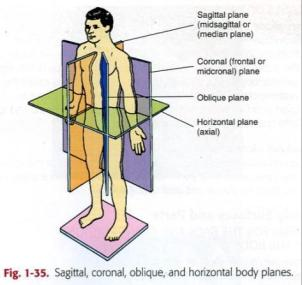 Sagittal plane
(midsagittal or
(median plane)
Coronal (frontal or
midcronal) plane
Oblique plane
Horizontal plane
(axial)
Fig. 1-35. Sagittal, coronal, oblique, and horizontal body planes.